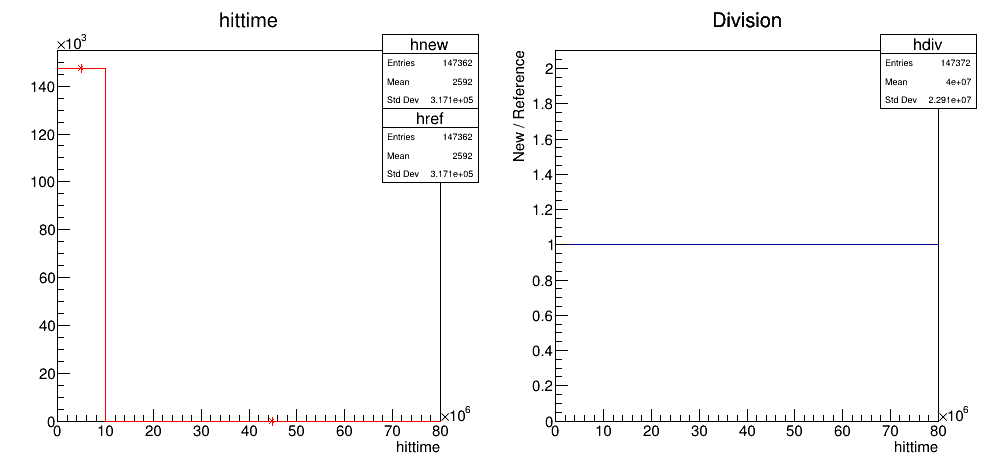 hittime
×10³
hnew
Entries 147362
Mean 2592
Std Dev 3.171e+05
href
Entries 147362
Mean 2592
Std Dev 3.171e+05
140
120
100
80
60
40
20
0
0 10 20 30 40 50 60 70 80
×10⁶
hittime
Division
hdiv
Entries 147372
Mean 4e+07
Std Dev 2.291e+07
New / Reference
2
1.8
1.6
1.4
1.2
1
0.8
0.6
0.4
0.2
0
0 10 20 30 40 50 60 70 80
×10⁶
hittime